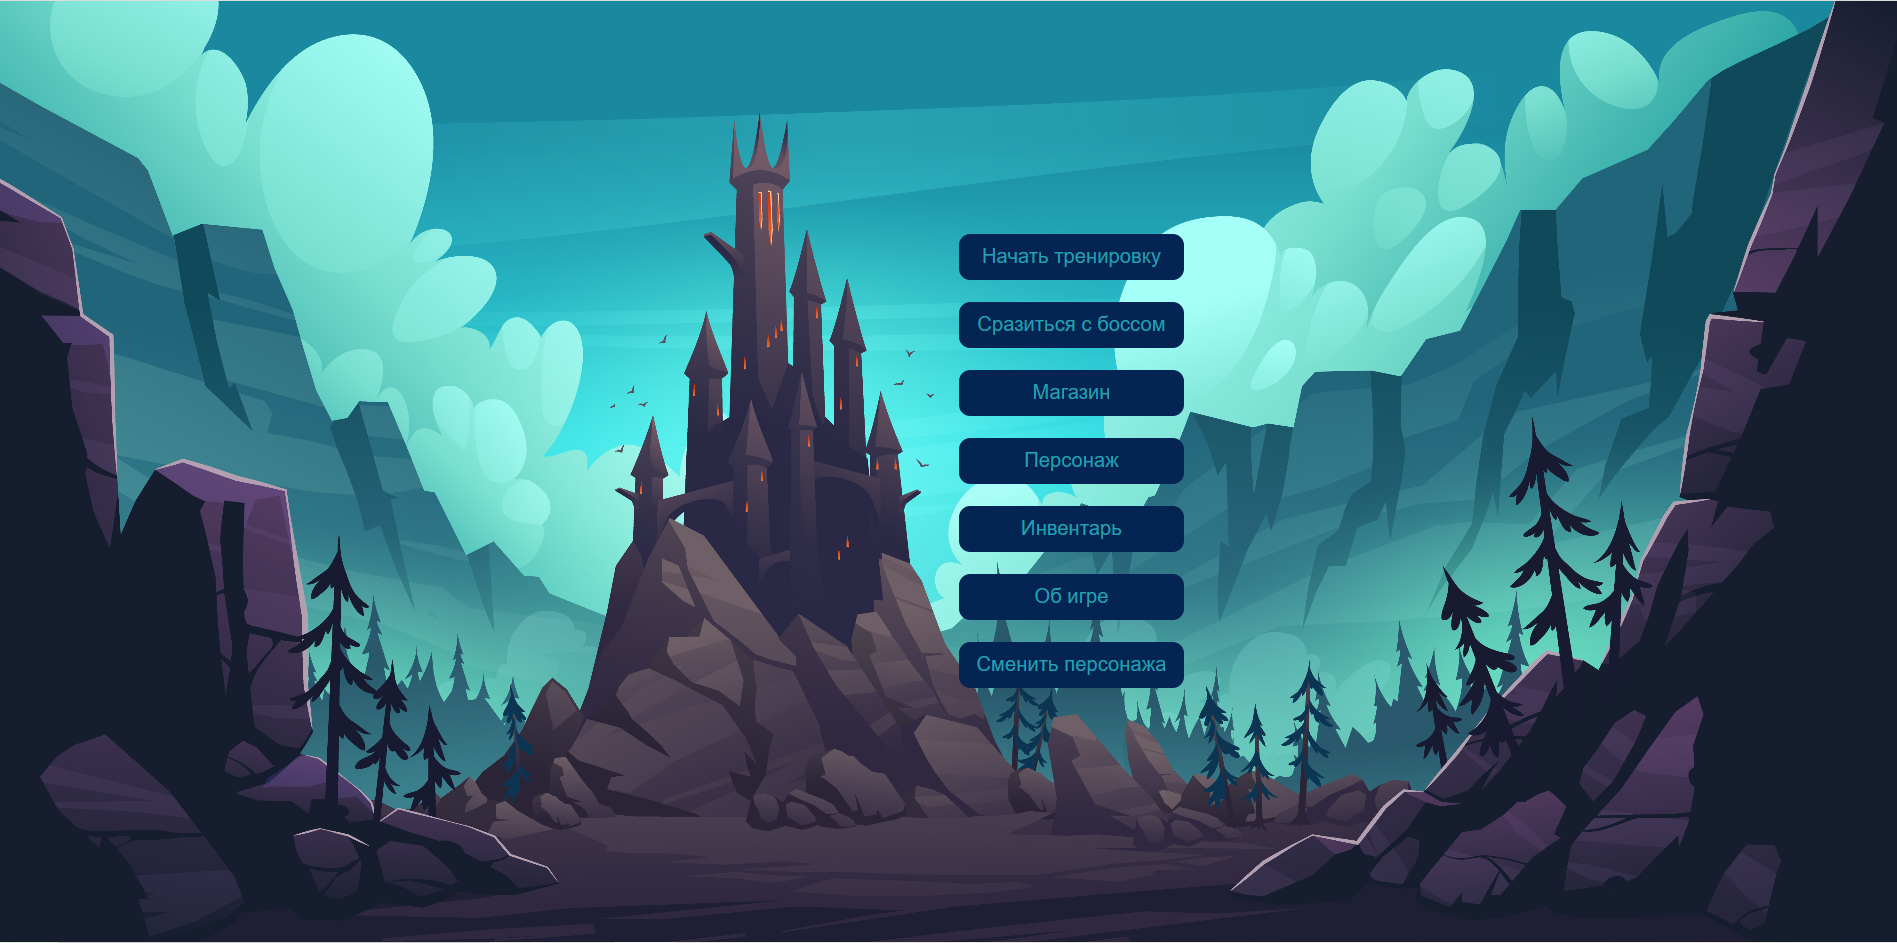 Начать тренировку
Сразиться с боссом
Магазин
Персонаж
Инвентарь
Об игре
Сменить персонажа